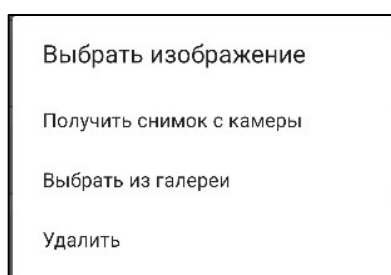 Выбрать изображение
Получить снимок с камеры
Выбрать из галереи
Удалить